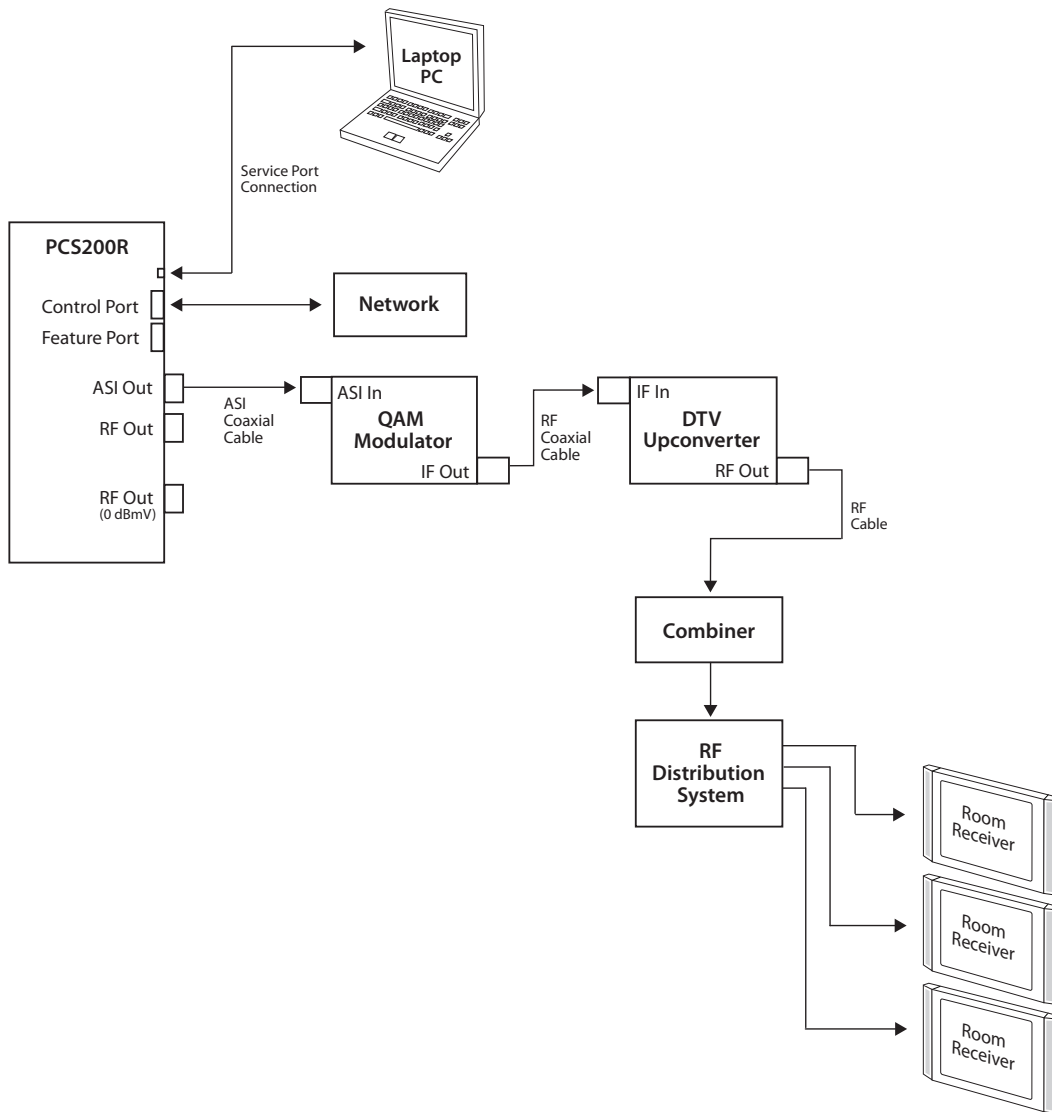 Laptop
PC
Service Port
Connection
PCS200R
Control Port
Feature Port
ASI Out
RF Out
RF Out
(0 dBmV)
Network
ASI
Coaxial
Cable
ASI In
QAM
Modulator
IF Out
RF
Coaxial
Cable
IF In
DTV
Upconverter
RF Out
RF
Cable
Combiner
RF
Distribution
System
Room
Receiver
Room
Receiver
Room
Receiver